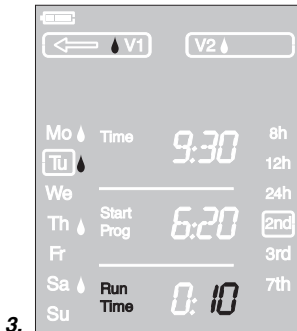 V1 V2
Mo Time 9:30 8h
Tu 12h
We 24h
Th Start Prog 6:20 2nd
Fr 3rd
Sa Run Time 0:10 7th
Su
3.